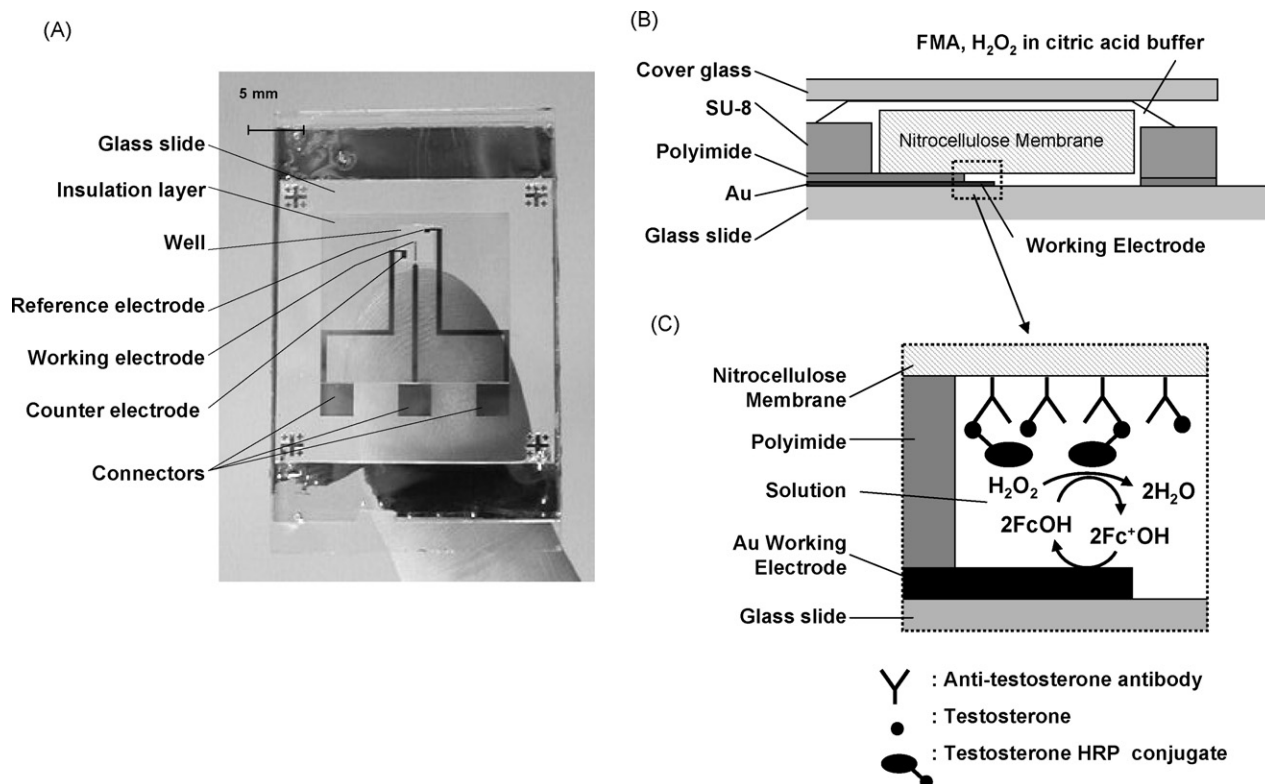 (A)
5 mm
Glass slide
Insulation layer
Well
Reference electrode
Working electrode
Counter electrode
Connectors
(B)
FMA, H₂O₂ in citric acid buffer
Cover glass
SU-8
Nitrocellulose Membrane
Polyimide
Au
Glass slide
Working Electrode
(C)
Nitrocellulose
Membrane
Polyimide
Solution
H₂O₂
2H₂O
2FcOH
2Fc⁺OH
Au Working
Electrode
Glass slide
: Anti-testosterone antibody
: Testosterone
: Testosterone HRP conjugate